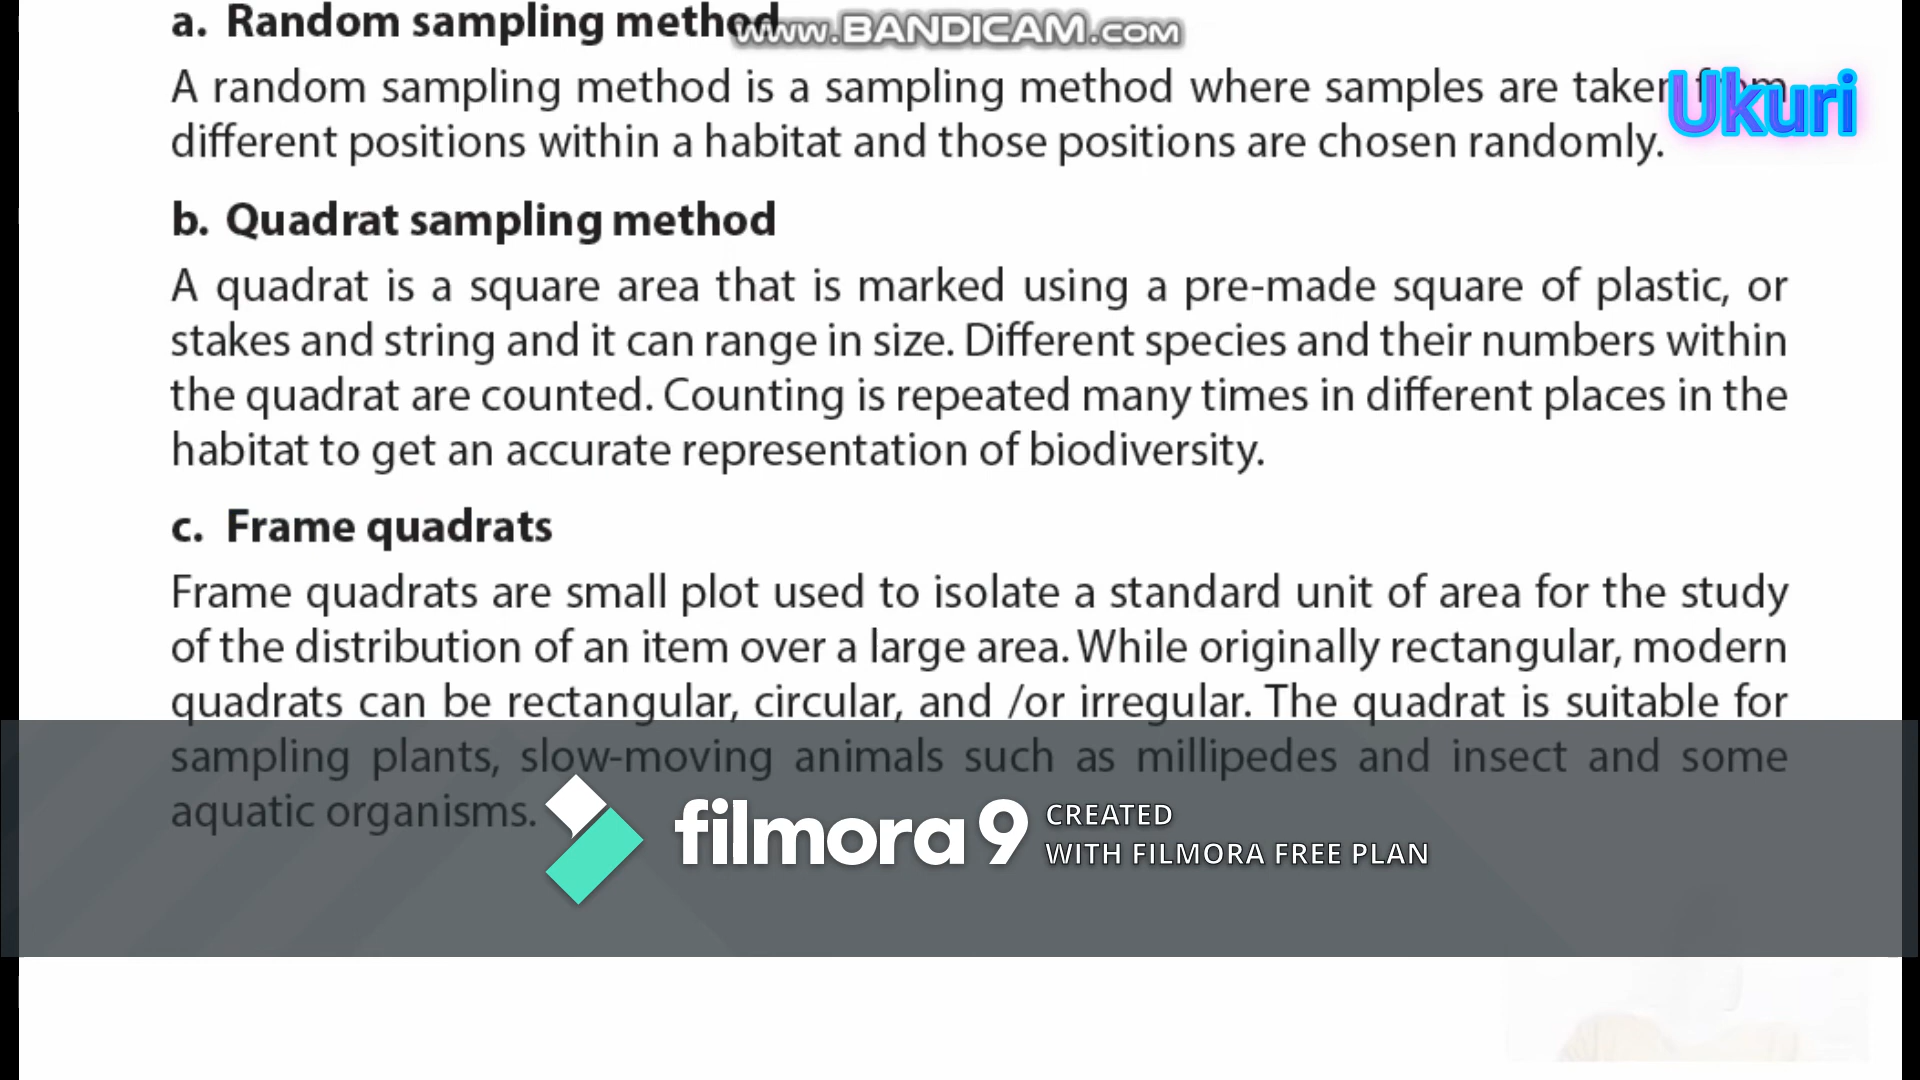 a. Random sampling method
www.BANDICAM.com
A random sampling method is a sampling method where samples are taken from
Ukuri
different positions within a habitat and those positions are chosen randomly.
b. Quadrat sampling method
A quadrat is a square area that is marked using a pre-made square of plastic, or
stakes and string and it can range in size. Different species and their numbers within
the quadrat are counted. Counting is repeated many times in different places in the
habitat to get an accurate representation of biodiversity.
c. Frame quadrats
Frame quadrats are small plot used to isolate a standard unit of area for the study
of the distribution of an item over a large area. While originally rectangular, modern
quadrats can be rectangular, circular, and /or irregular. The quadrat is suitable for
sampling plants, slow-moving animals such as millipedes and insect and some
aquatic organisms.
filmora9
CREATED
WITH FILMORA FREE PLAN